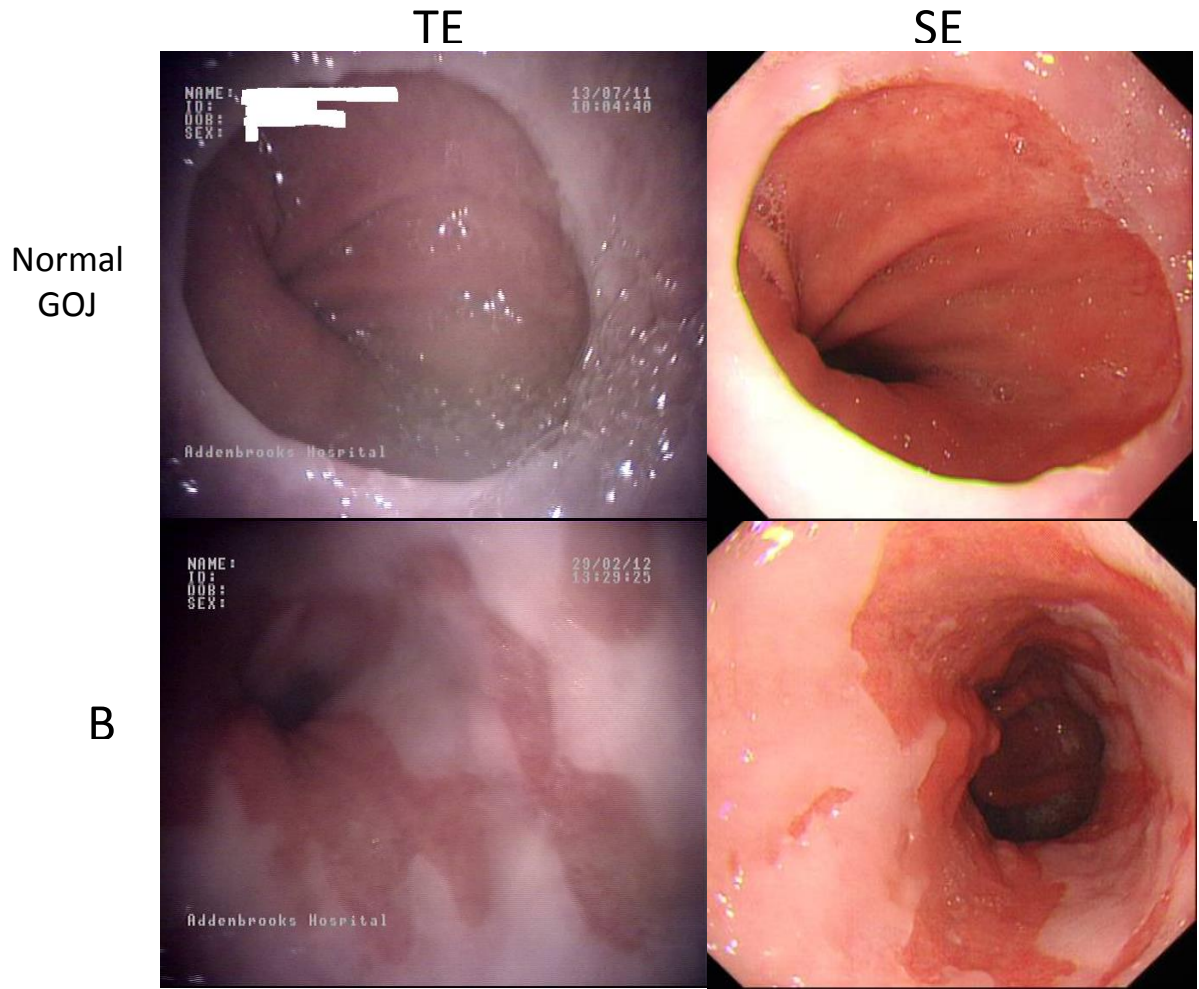 TE
SE
NAME:
ID:
DOB:
SEX:
13/07/11
10:04:40
Normal
GOJ
Addenbrooks Hospital
NAME:
ID:
DOB:
SEX:
29/02/12
13:29:25
B
Addenbrooks Hospital